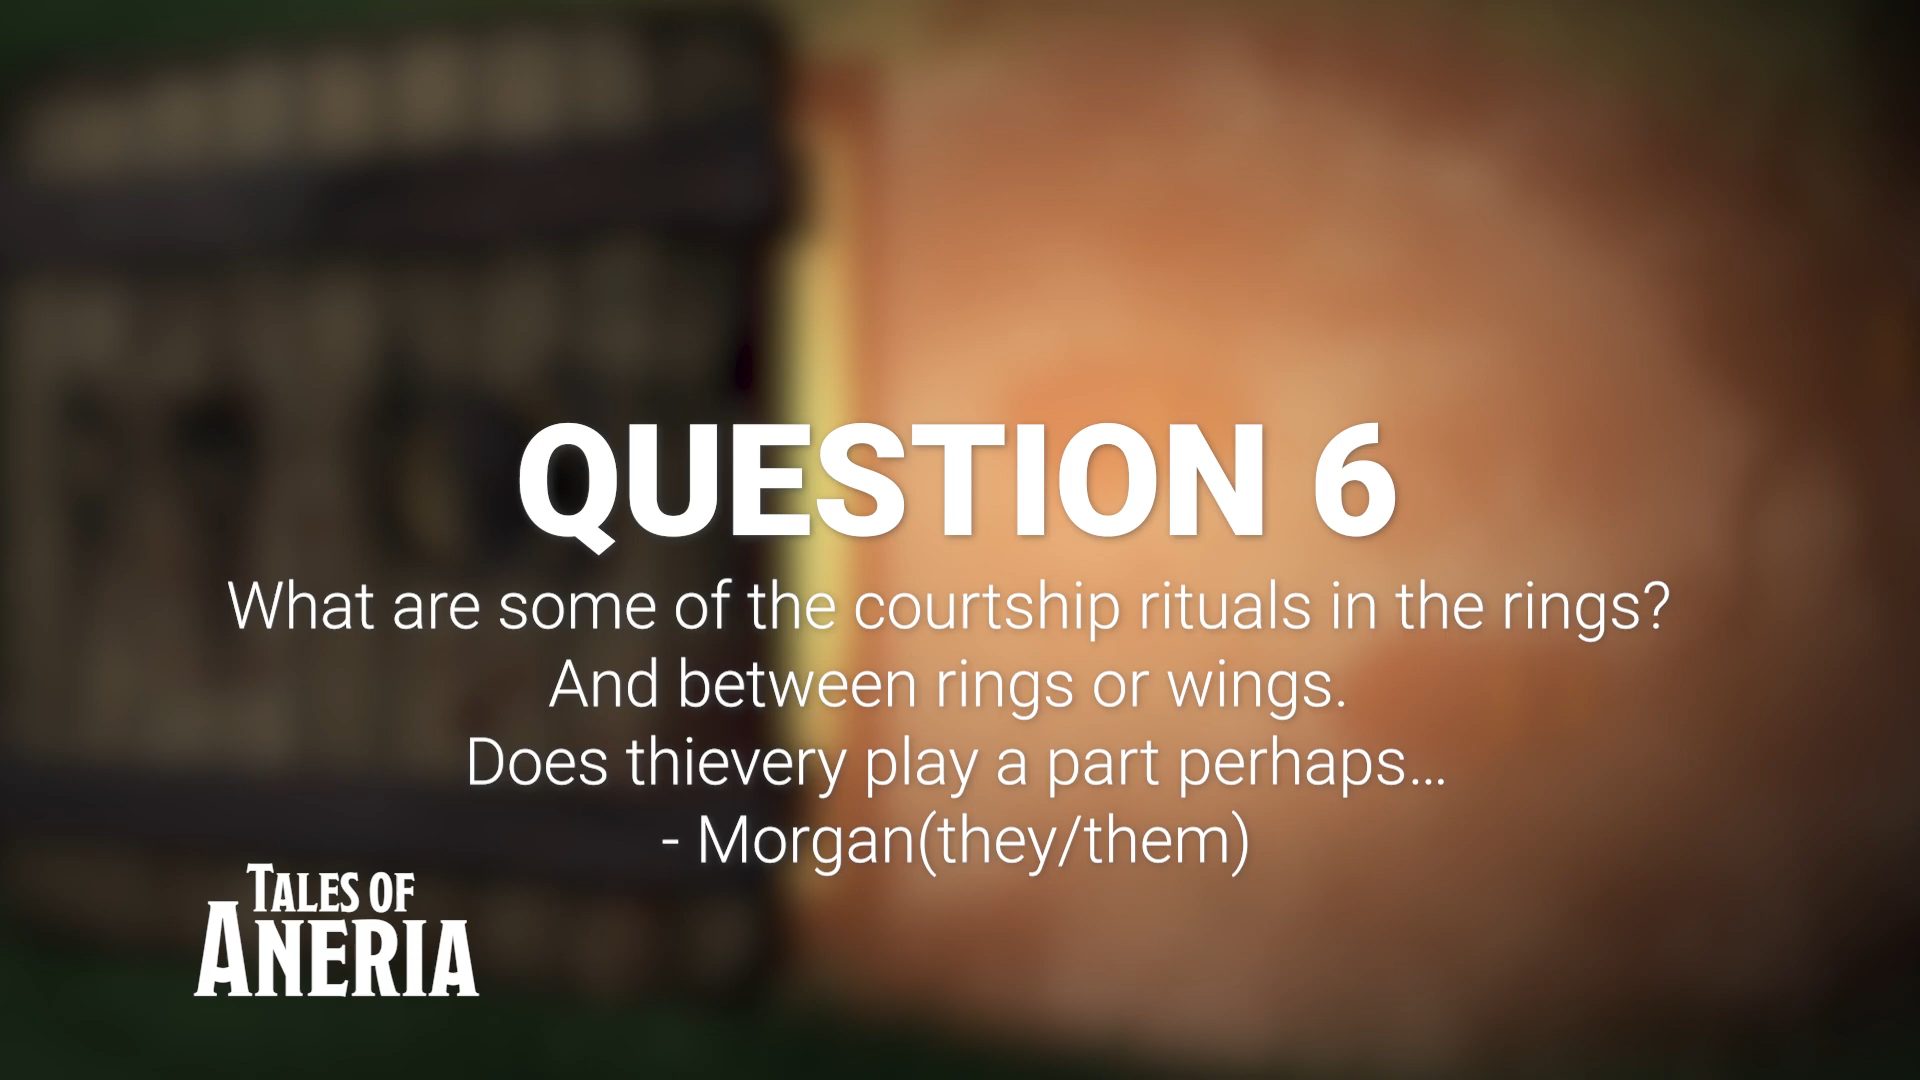 QUESTION 6
What are some of the courtship rituals in the rings?
And between rings or wings.
Does thievery play a part perhaps...
- Morgan(they/them)
TALES OF
ANERIA